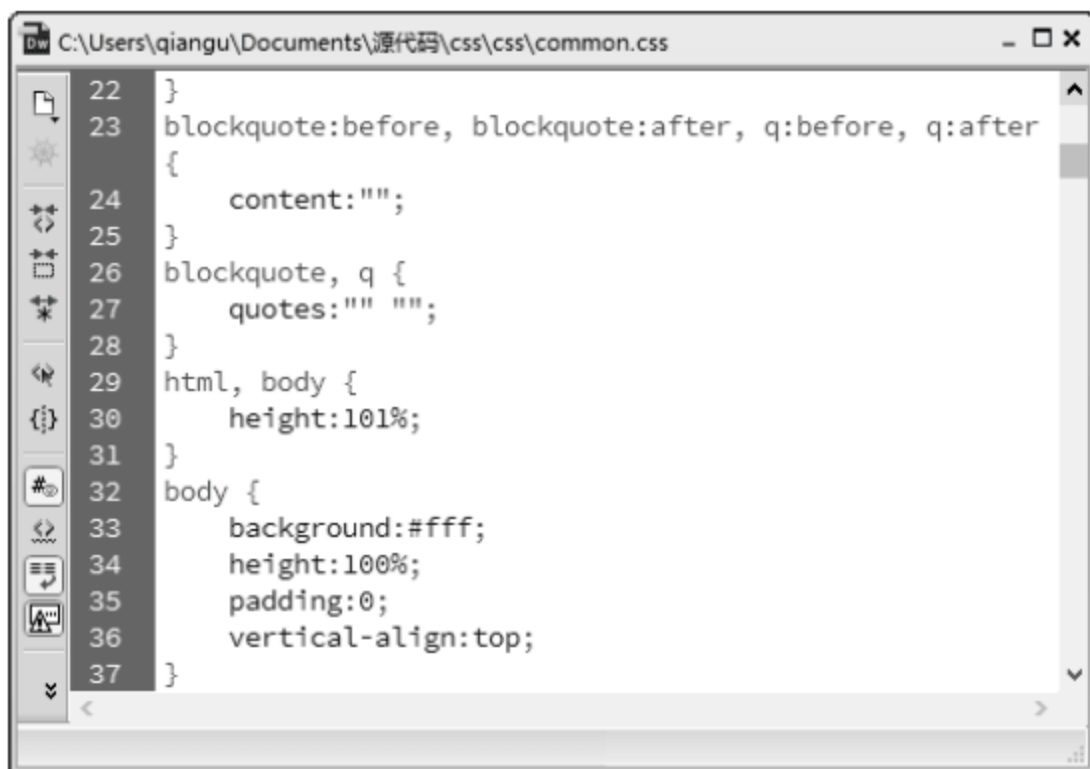 Dw C:\Users\qiangu\Documents\源代码\css\css\common.css
22 }
23 blockquote:before, blockquote:after, q:before, q:after
{
24 content:"";
25 }
26 blockquote, q {
27 quotes:"" "";
28 }
29 html, body {
30 height:101%;
31 }
32 body {
33 background:#fff;
34 height:100%;
35 padding:0;
36 vertical-align:top;
37 }